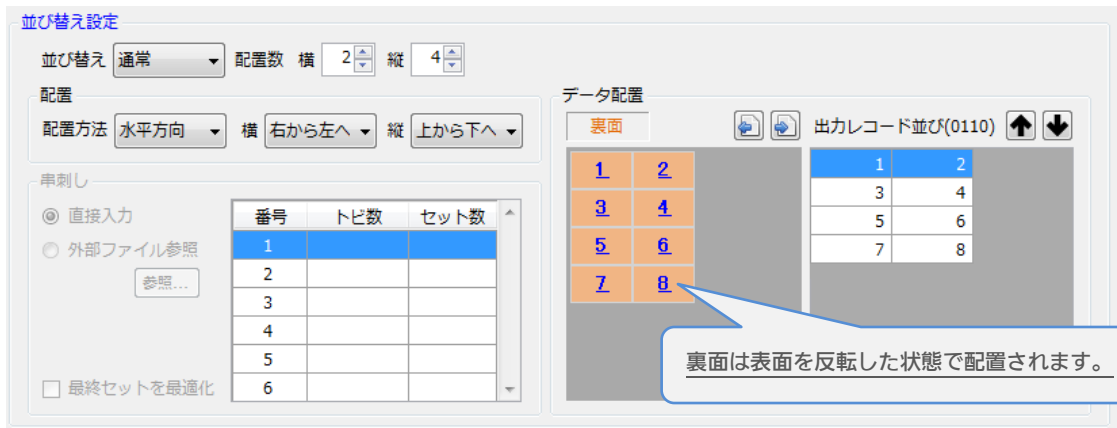 並び替え設定
並び替え 通常 配置数 横 2 縦 4
配置
配置方法 水平方向 横 右から左へ 縦 上から下へ
串刺し
直接入力
外部ファイル参照
参照...
最終セットを最適化
番号 トビ数 セット数
1
2
3
4
5
6
データ配置
裏面 出力レコード並び(0110)
1 2
3 4
5 6
7 8
1 2
3 4
5 6
7 8
裏面は表面を反転した状態で配置されます。